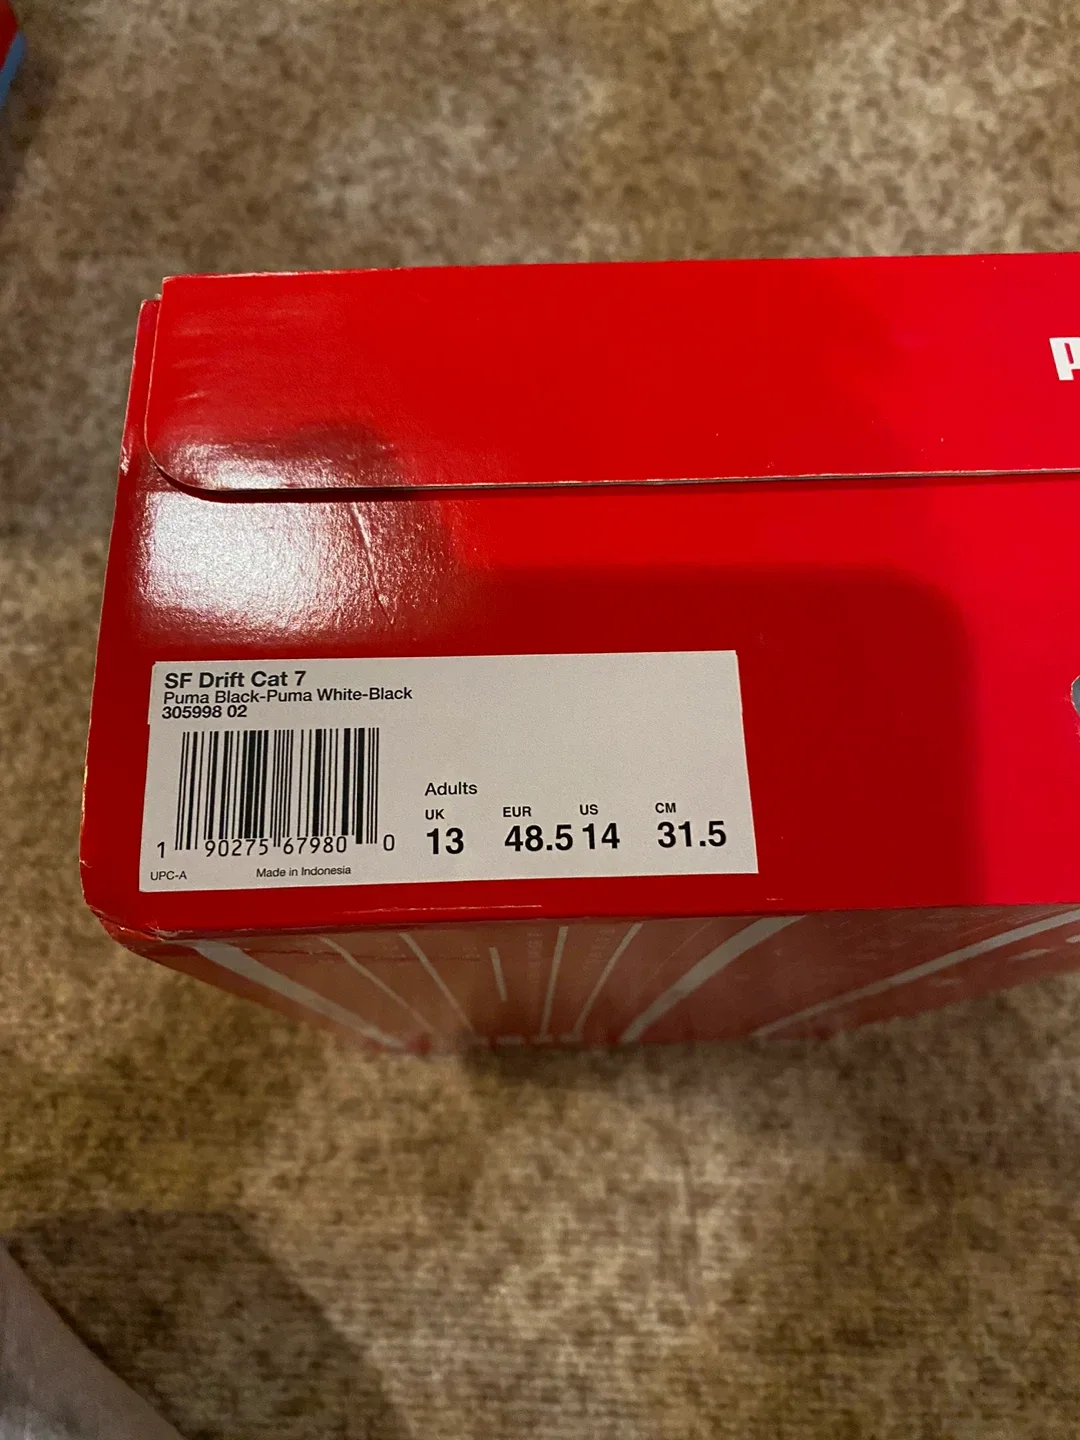 SF Drift Cat 7
Puma Black-Puma White-Black
305998 02
Adults
UK EUR US CM
13 48.5 14 31.5
1 90275 67980 0
UPC-A Made in Indonesia